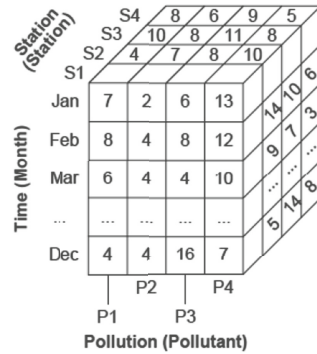 Station
(Station)
S4 8 6 9 5
S3 10 8 11 8
S2 4 7 8 10
S1
Time (Month)
Jan 7 2 6 13 14 10 6
Feb 8 4 8 12 9 7 3
Mar 6 4 4 10 ... ... ...
... ... ... ... ... 5 14 8
Dec 4 4 16 7
P1 P2 P3 P4
Pollution (Pollutant)